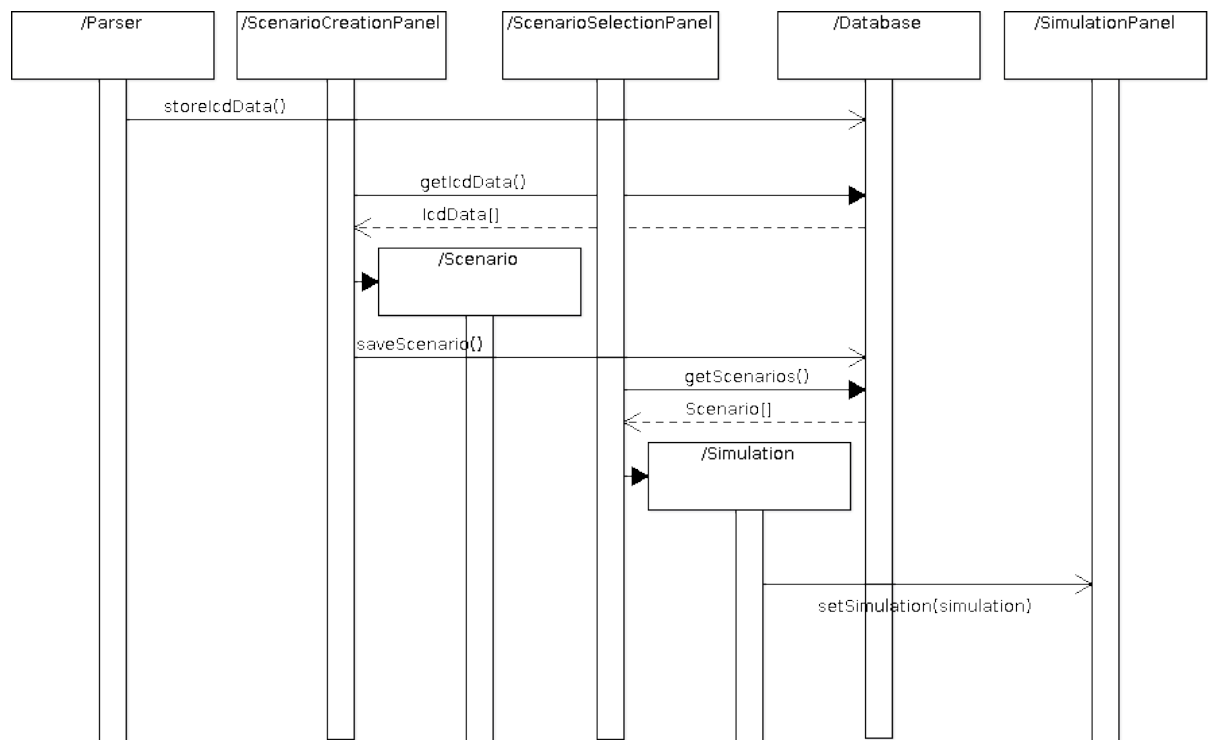 /Parser
/ScenarioCreationPanel
/ScenarioSelectionPanel
/Database
/SimulationPanel
storeIcdData()
getIcdData()
IcdData[]
/Scenario
saveScenario()
getScenarios()
Scenario[]
/Simulation
setSimulation(simulation)